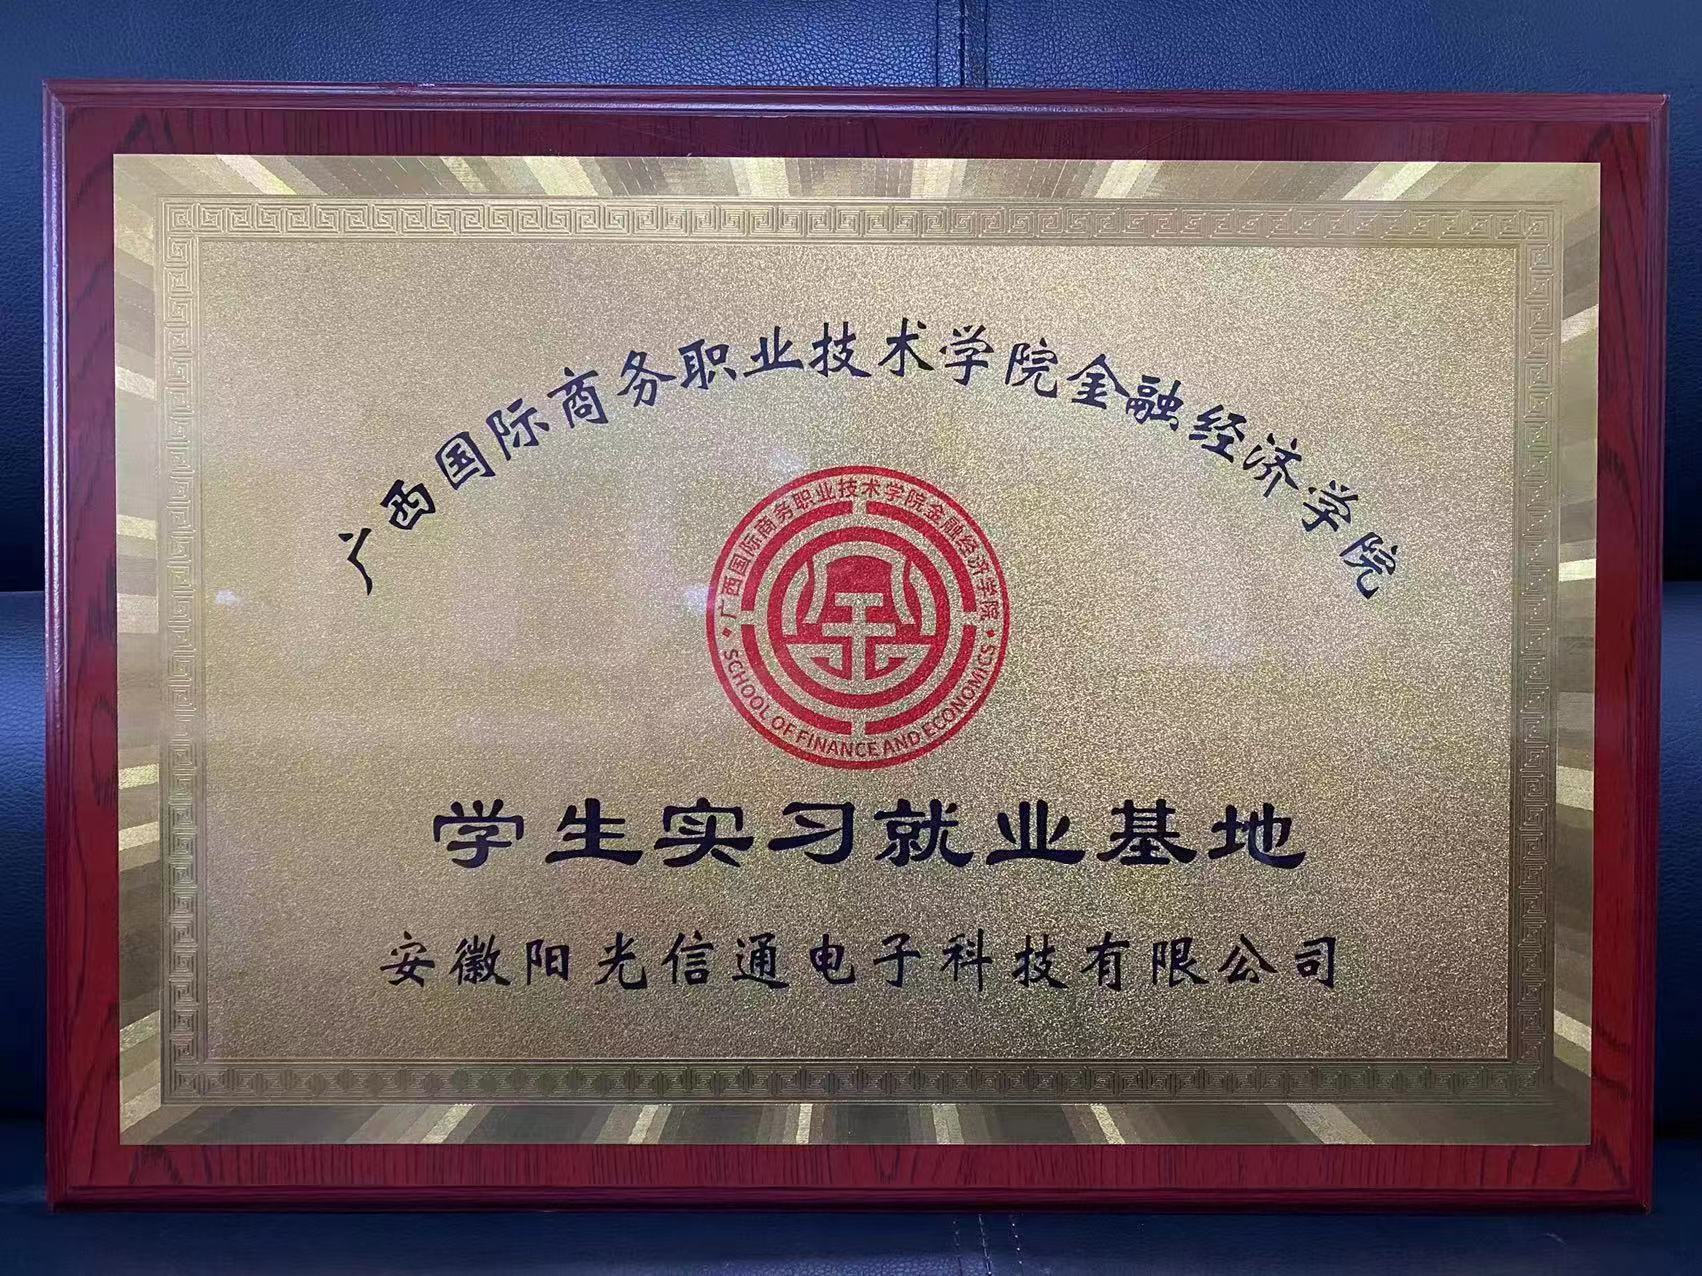 广西国际商务职业技术学院金融经济学院
广西国际商务职业技术学院金融经济学院
SCHOOL OF FINANCE AND ECONOMICS
学生实习就业基地
安徽阳光信通电子科技有限公司